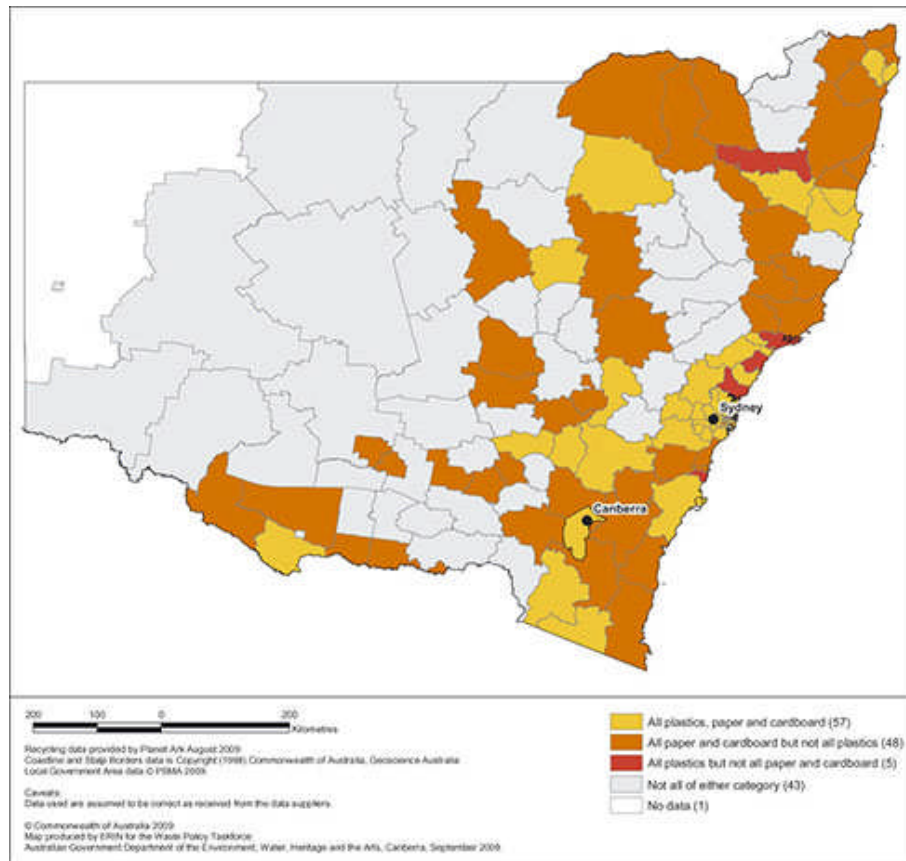 Sydney
Canberra
200 100 0 200
Kilometres
Recycling data provided by Planet Ark August 2009
Coastline and State Borders data is Copyright (1998) Commonwealth of Australia, Geoscience Australia
Local Government Area data © PSMA 2009.
Caveats:
Data used are assumed to be correct as received from the data suppliers.
© Commonwealth of Australia 2009
Map produced by ERIN for the Waste Policy Taskforce
Australian Government Department of the Environment, Water, Heritage and the Arts, Canberra, September 2009
All plastics, paper and cardboard (57)
All paper and cardboard but not all plastics (48)
All plastics but not all paper and cardboard (5)
Not all of either category (43)
No data (1)